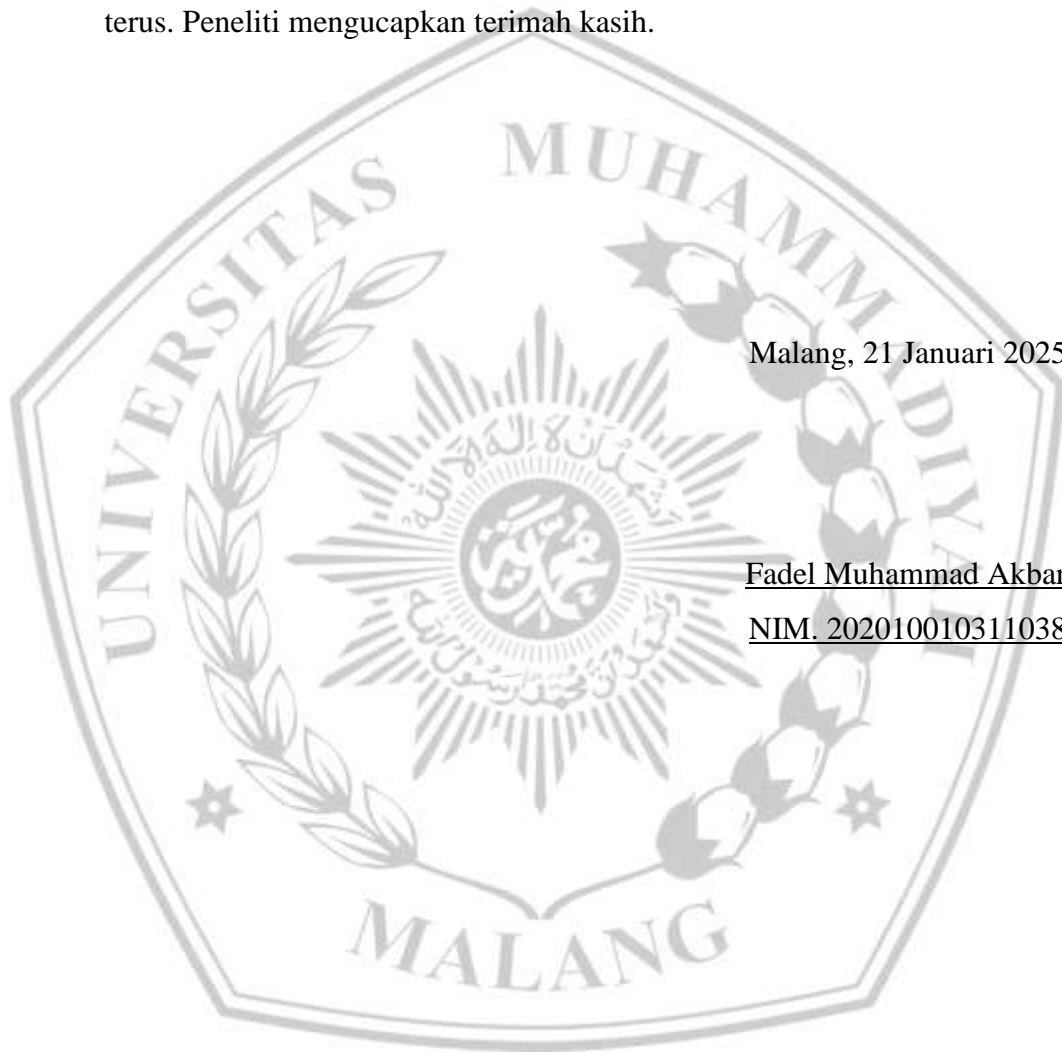 terus. Peneliti mengucapkan terimah kasih.
UNIVERSITAS MUHAMMADIYAH
Malang, 21 Januari 2025
Fadel Muhammad Akbar
NIM. 202010010311038
MALANG